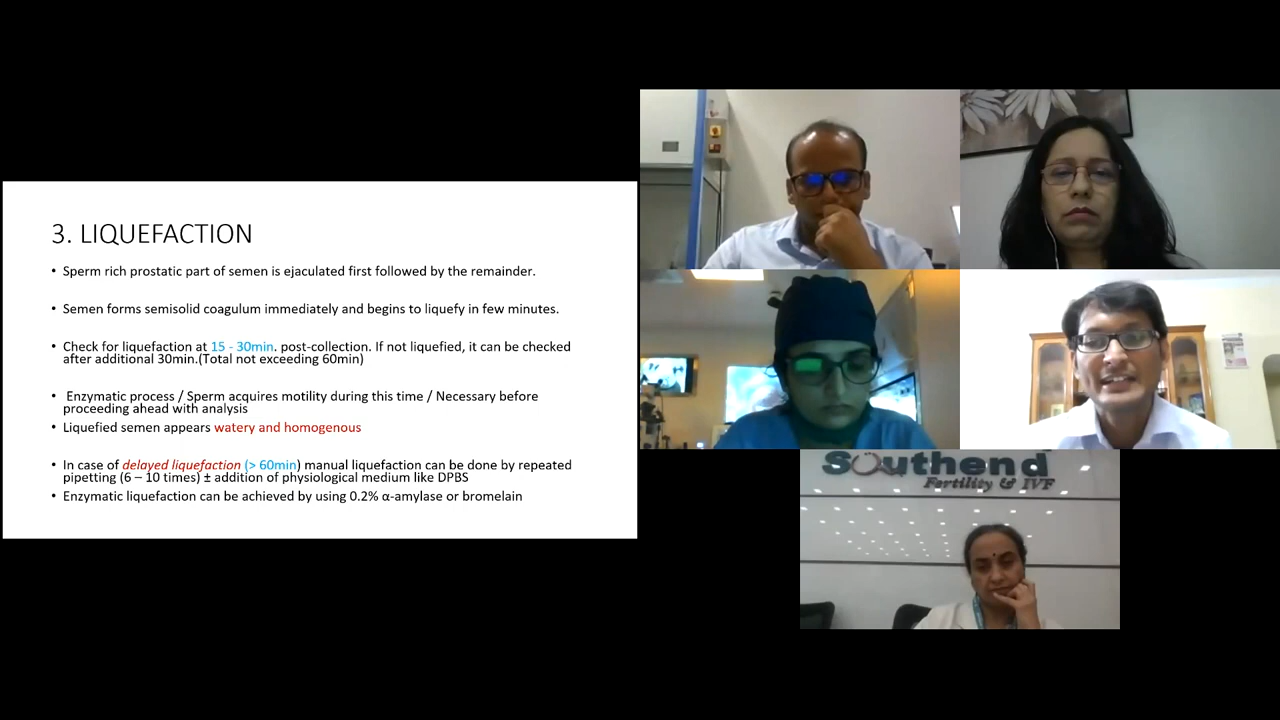 3. LIQUEFACTION
• Sperm rich prostatic part of semen is ejaculated first followed by the remainder.
• Semen forms semisolid coagulum immediately and begins to liquefy in few minutes.
• Check for liquefaction at 15 - 30min. post-collection. If not liquefied, it can be checked
after additional 30min.(Total not exceeding 60min)
• Enzymatic process / Sperm acquires motility during this time / Necessary before
proceeding ahead with analysis
• Liquefied semen appears watery and homogenous
• In case of delayed liquefaction (> 60min) manual liquefaction can be done by repeated
pipetting (6 – 10 times) ± addition of physiological medium like DPBS
• Enzymatic liquefaction can be achieved by using 0.2% α-amylase or bromelain
Southend
Fertility & IVF